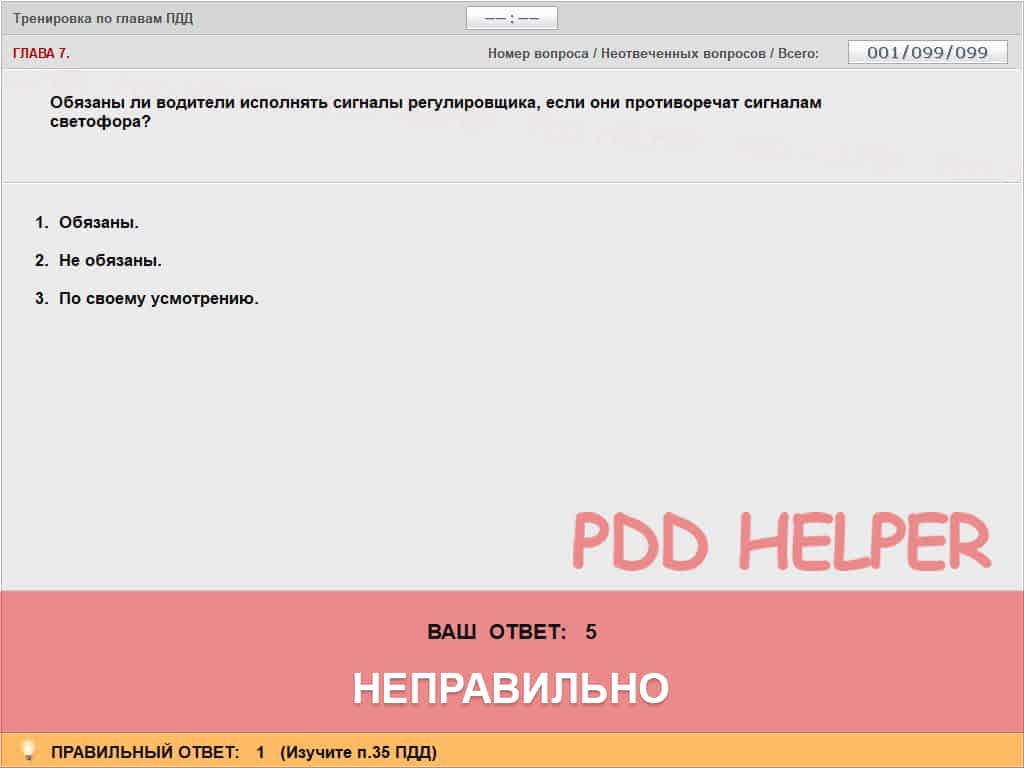 Тренировка по главам ПДД
—— : ——
ГЛАВА 7.
Номер вопроса / Неотвеченных вопросов / Всего:
001/099/099
Обязаны ли водители исполнять сигналы регулировщика, если они противоречат сигналам
светофора?
1. Обязаны.
2. Не обязаны.
3. По своему усмотрению.
PDD HELPER
ВАШ ОТВЕТ: 5
НЕПРАВИЛЬНО
ПРАВИЛЬНЫЙ ОТВЕТ: 1 (Изучите п.35 ПДД)